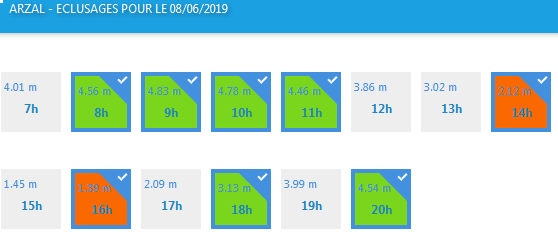 ARZAL - ECLUSAGES POUR LE 08/06/2019
4.01 m 4.56 m 4.83 m 4.78 m 4.46 m 3.86 m 3.02 m 2.12 m
7h 8h 9h 10h 11h 12h 13h 14h
1.45 m 1.39 m 2.09 m 3.13 m 3.99 m 4.54 m
15h 16h 17h 18h 19h 20h